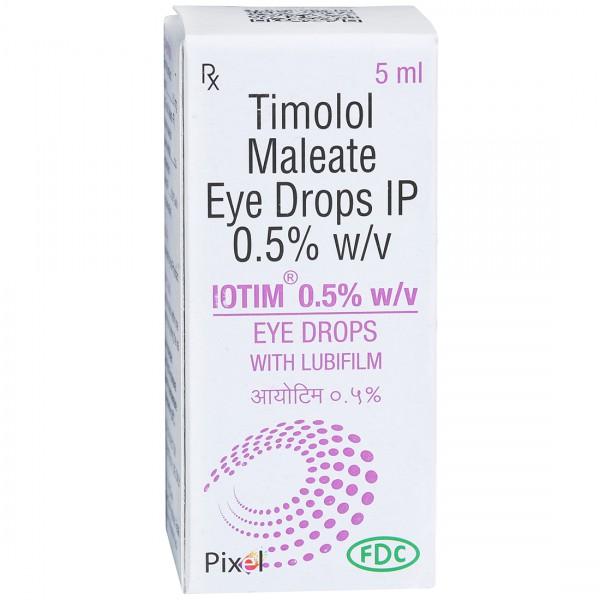 Rx
5 ml
Timolol
Maleate
Eye Drops IP
0.5% w/v
IOTIM® 0.5% w/v
EYE DROPS
WITH LUBIFILM
आयोटिम ०.५%
Pixel
FDC